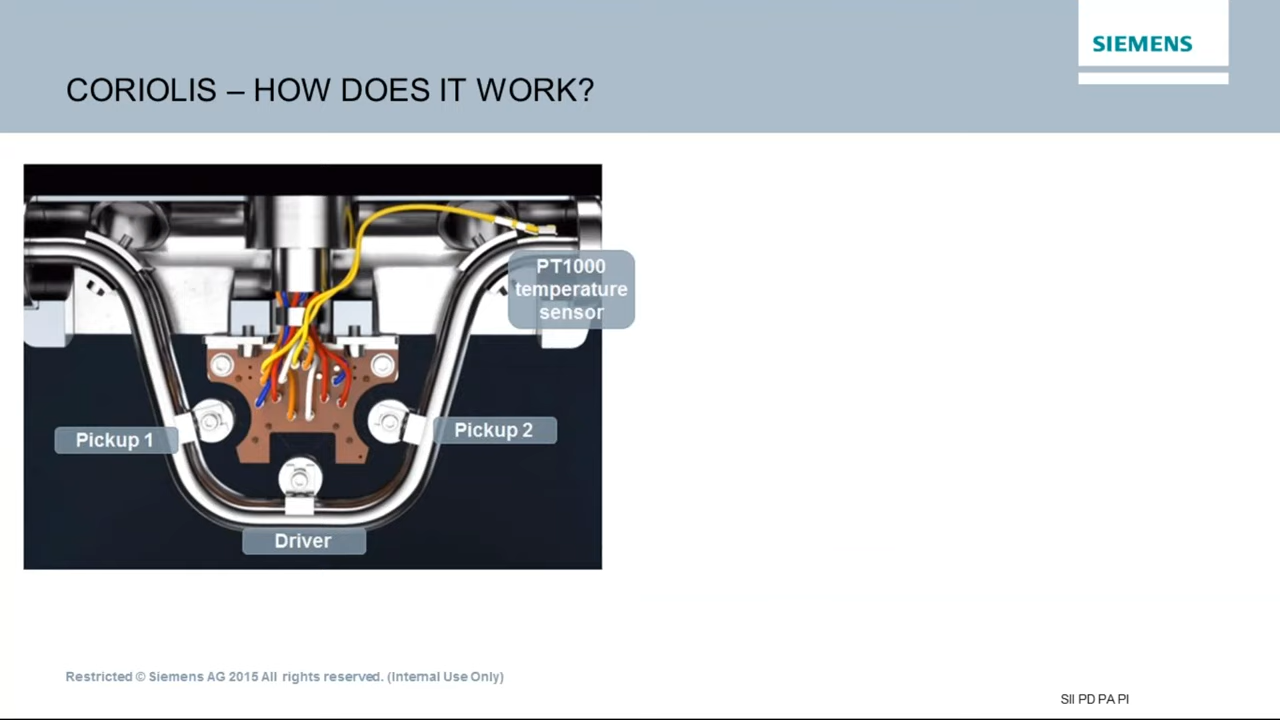 SIEMENS
CORIOLIS – HOW DOES IT WORK?
PT1000
temperature
sensor
Pickup 1
Pickup 2
Driver
Restricted © Siemens AG 2015 All rights reserved. (Internal Use Only)
SII PD PA PI